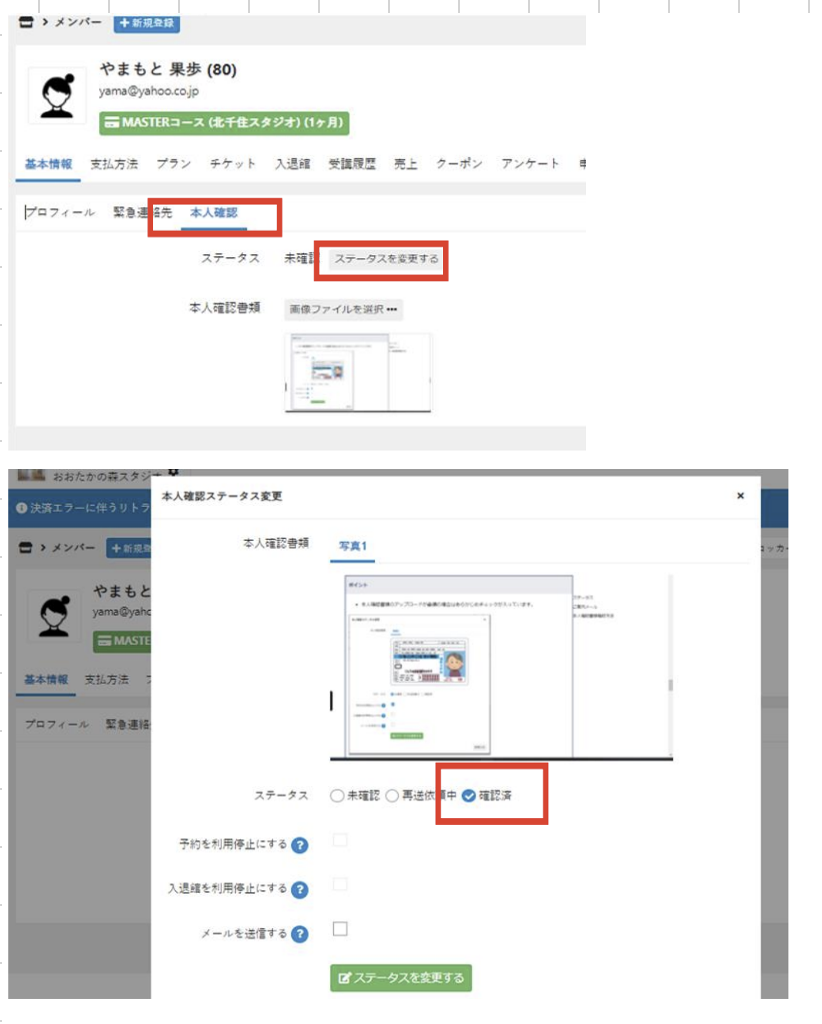 メンバー +新規登録
やまもと 果歩 (80)
yama@yahoo.co.jp
MASTERコース (北千住スタジオ) (1ヶ月)
基本情報 支払方法 プラン チケット 入退館 受講履歴 売上 クーポン アンケート
プロフィール 緊急連絡先 本人確認
ステータス 未確認 ステータスを変更する
本人確認書類 画像ファイルを選択 •••
おおたかの森スタジオ
決済エラーに伴うリトラ
本人確認ステータス変更 ×
メンバー +新規
本人確認書類 写真1
ポイント
やまもと
yama@yaho
MASTE
基本情報 支払方法
プロフィール 緊急連絡
ステータス 未確認 再送依頼中 確認済
予約を利用停止にする ?
入退館を利用停止にする ?
メールを送信する ?
ステータスを変更する